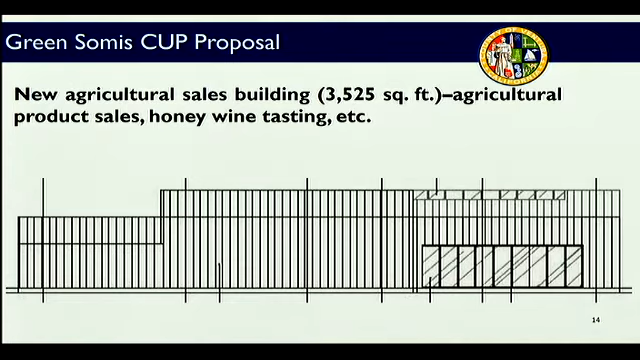 Green Somis CUP Proposal
New agricultural sales building (3,525 sq. ft.)–agricultural
product sales, honey wine tasting, etc.
14